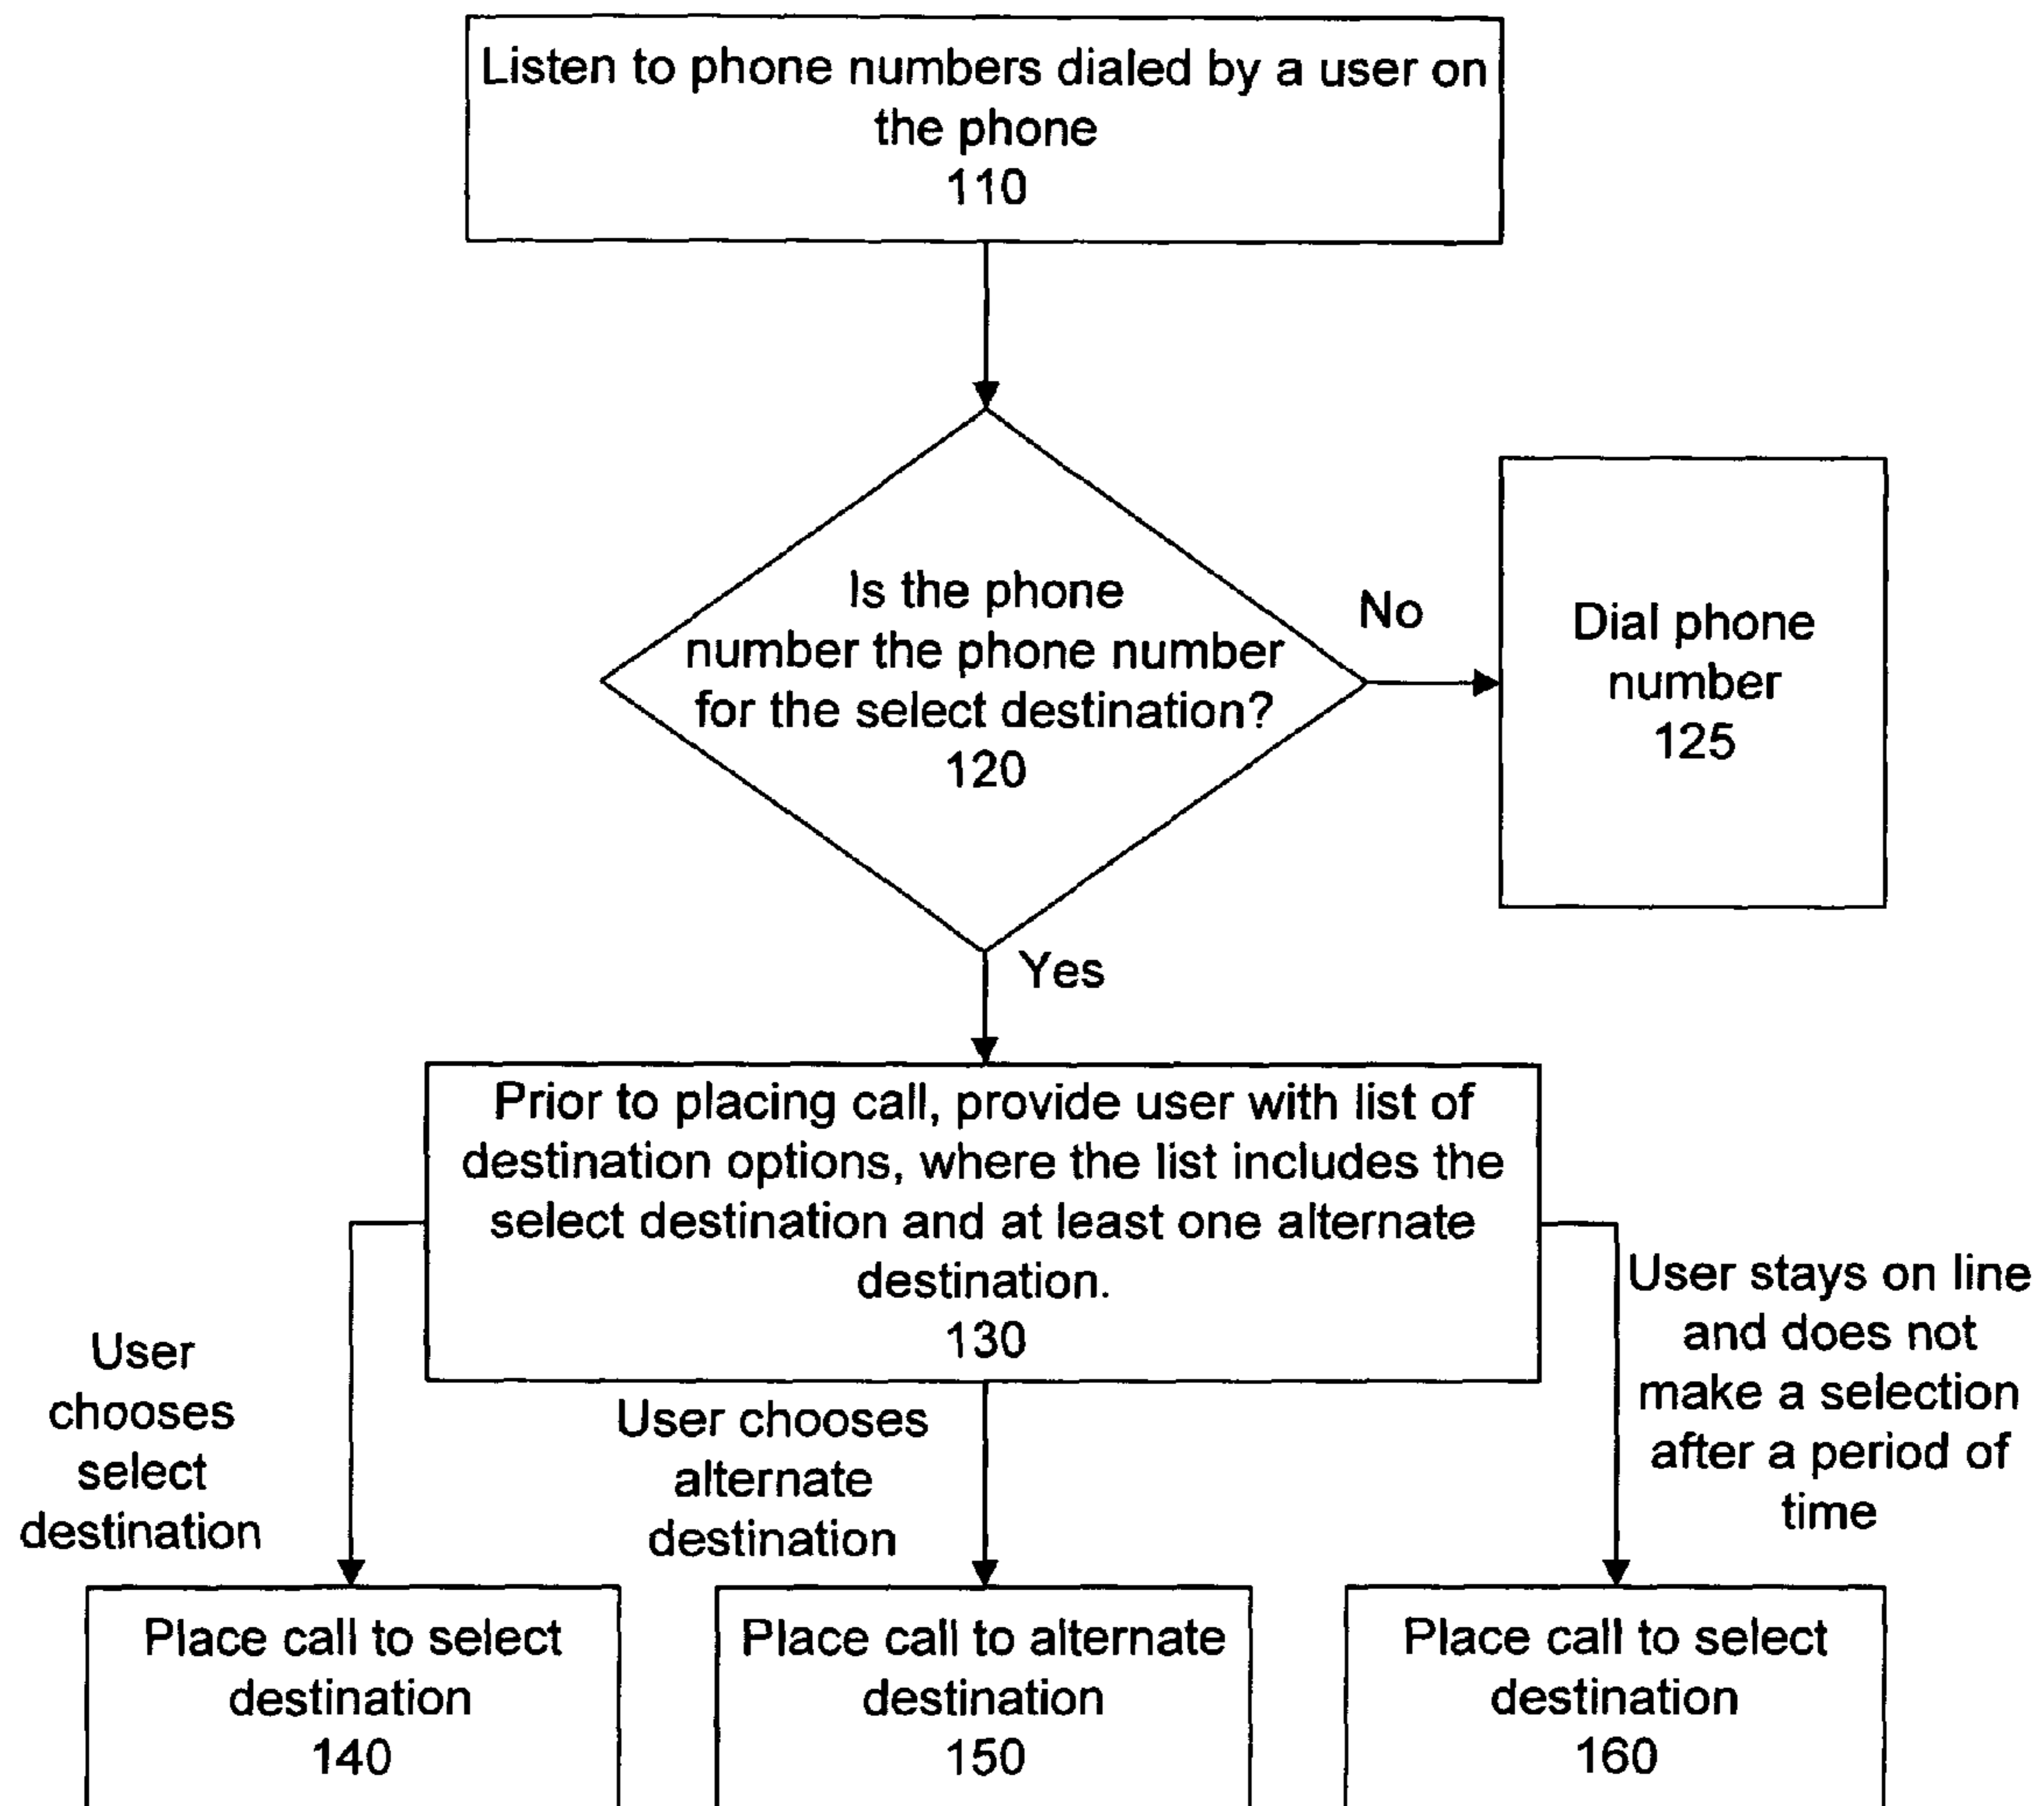 Listen to phone numbers dialed by a user on
the phone
110
Is the phone
number the phone number
for the select destination?
120
No
Dial phone
number
125
Yes
Prior to placing call, provide user with list of
destination options, where the list includes the
select destination and at least one alternate
destination.
130
User
chooses
select
destination
User chooses
alternate
destination
User stays on line
and does not
make a selection
after a period of
time
Place call to select
destination
140
Place call to alternate
destination
150
Place call to select
destination
160